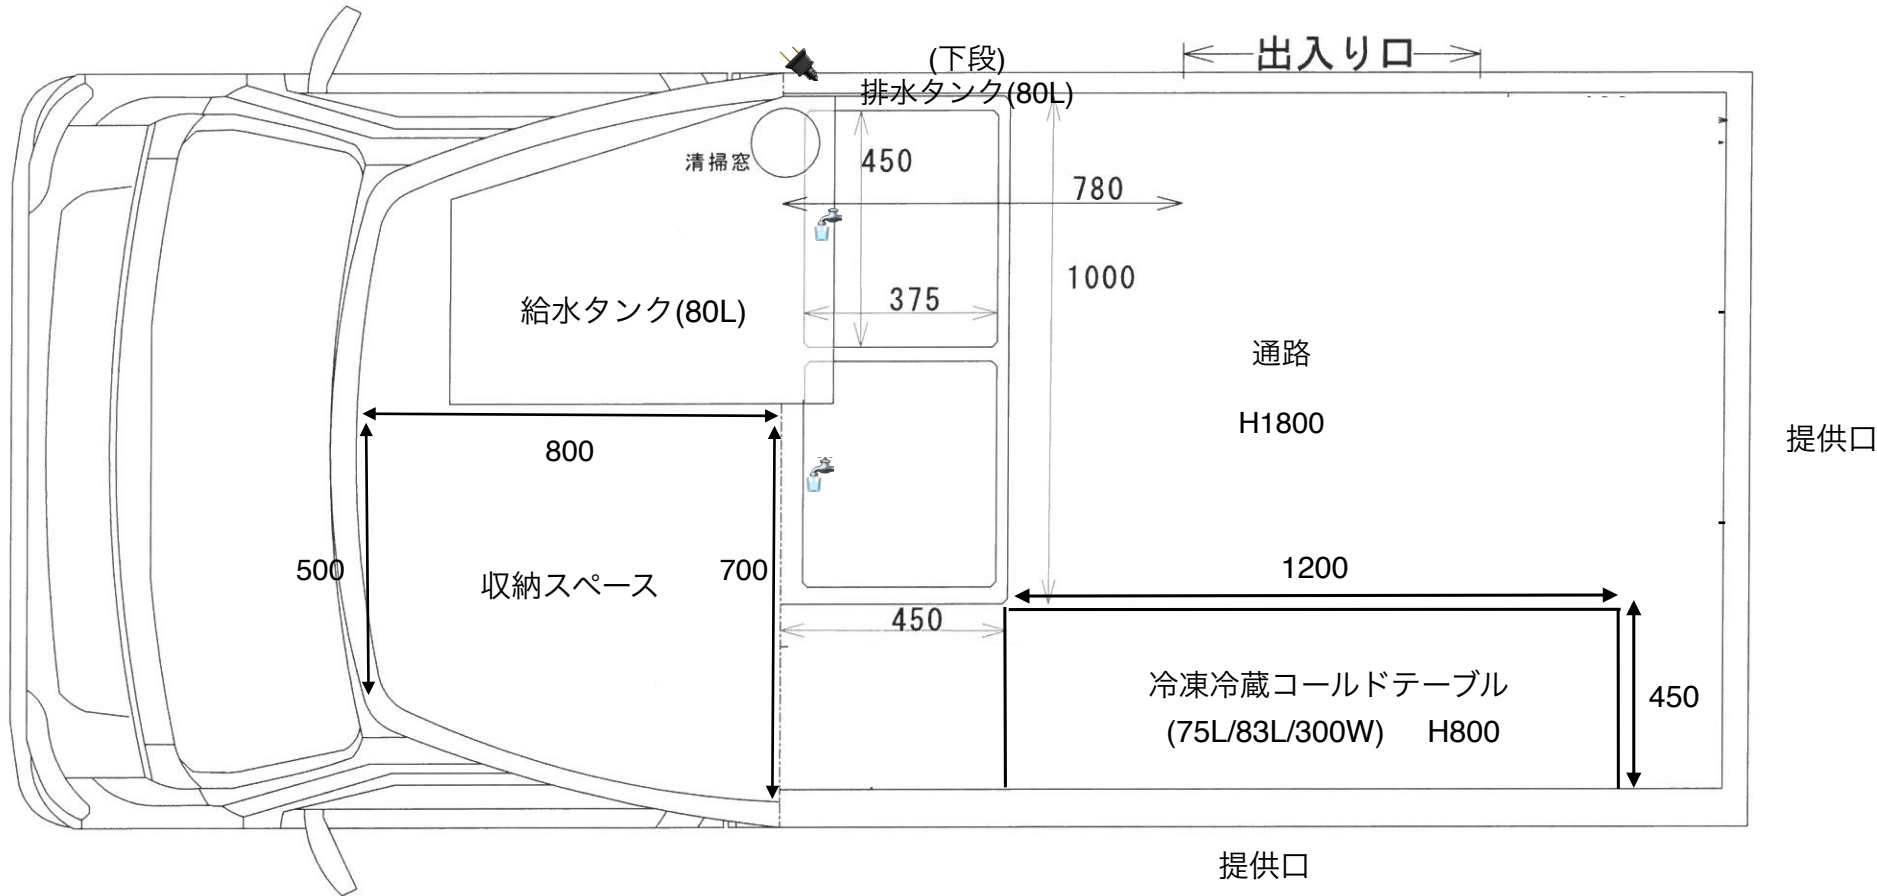 (下段)
排水タンク(80L)
出入り口
清掃窓
450
780
1000
375
給水タンク(80L)
通路
H1800
提供口
800
500
収納スペース
700
1200
450
冷凍冷蔵コールドテーブル
(75L/83L/300W) H800
450
提供口